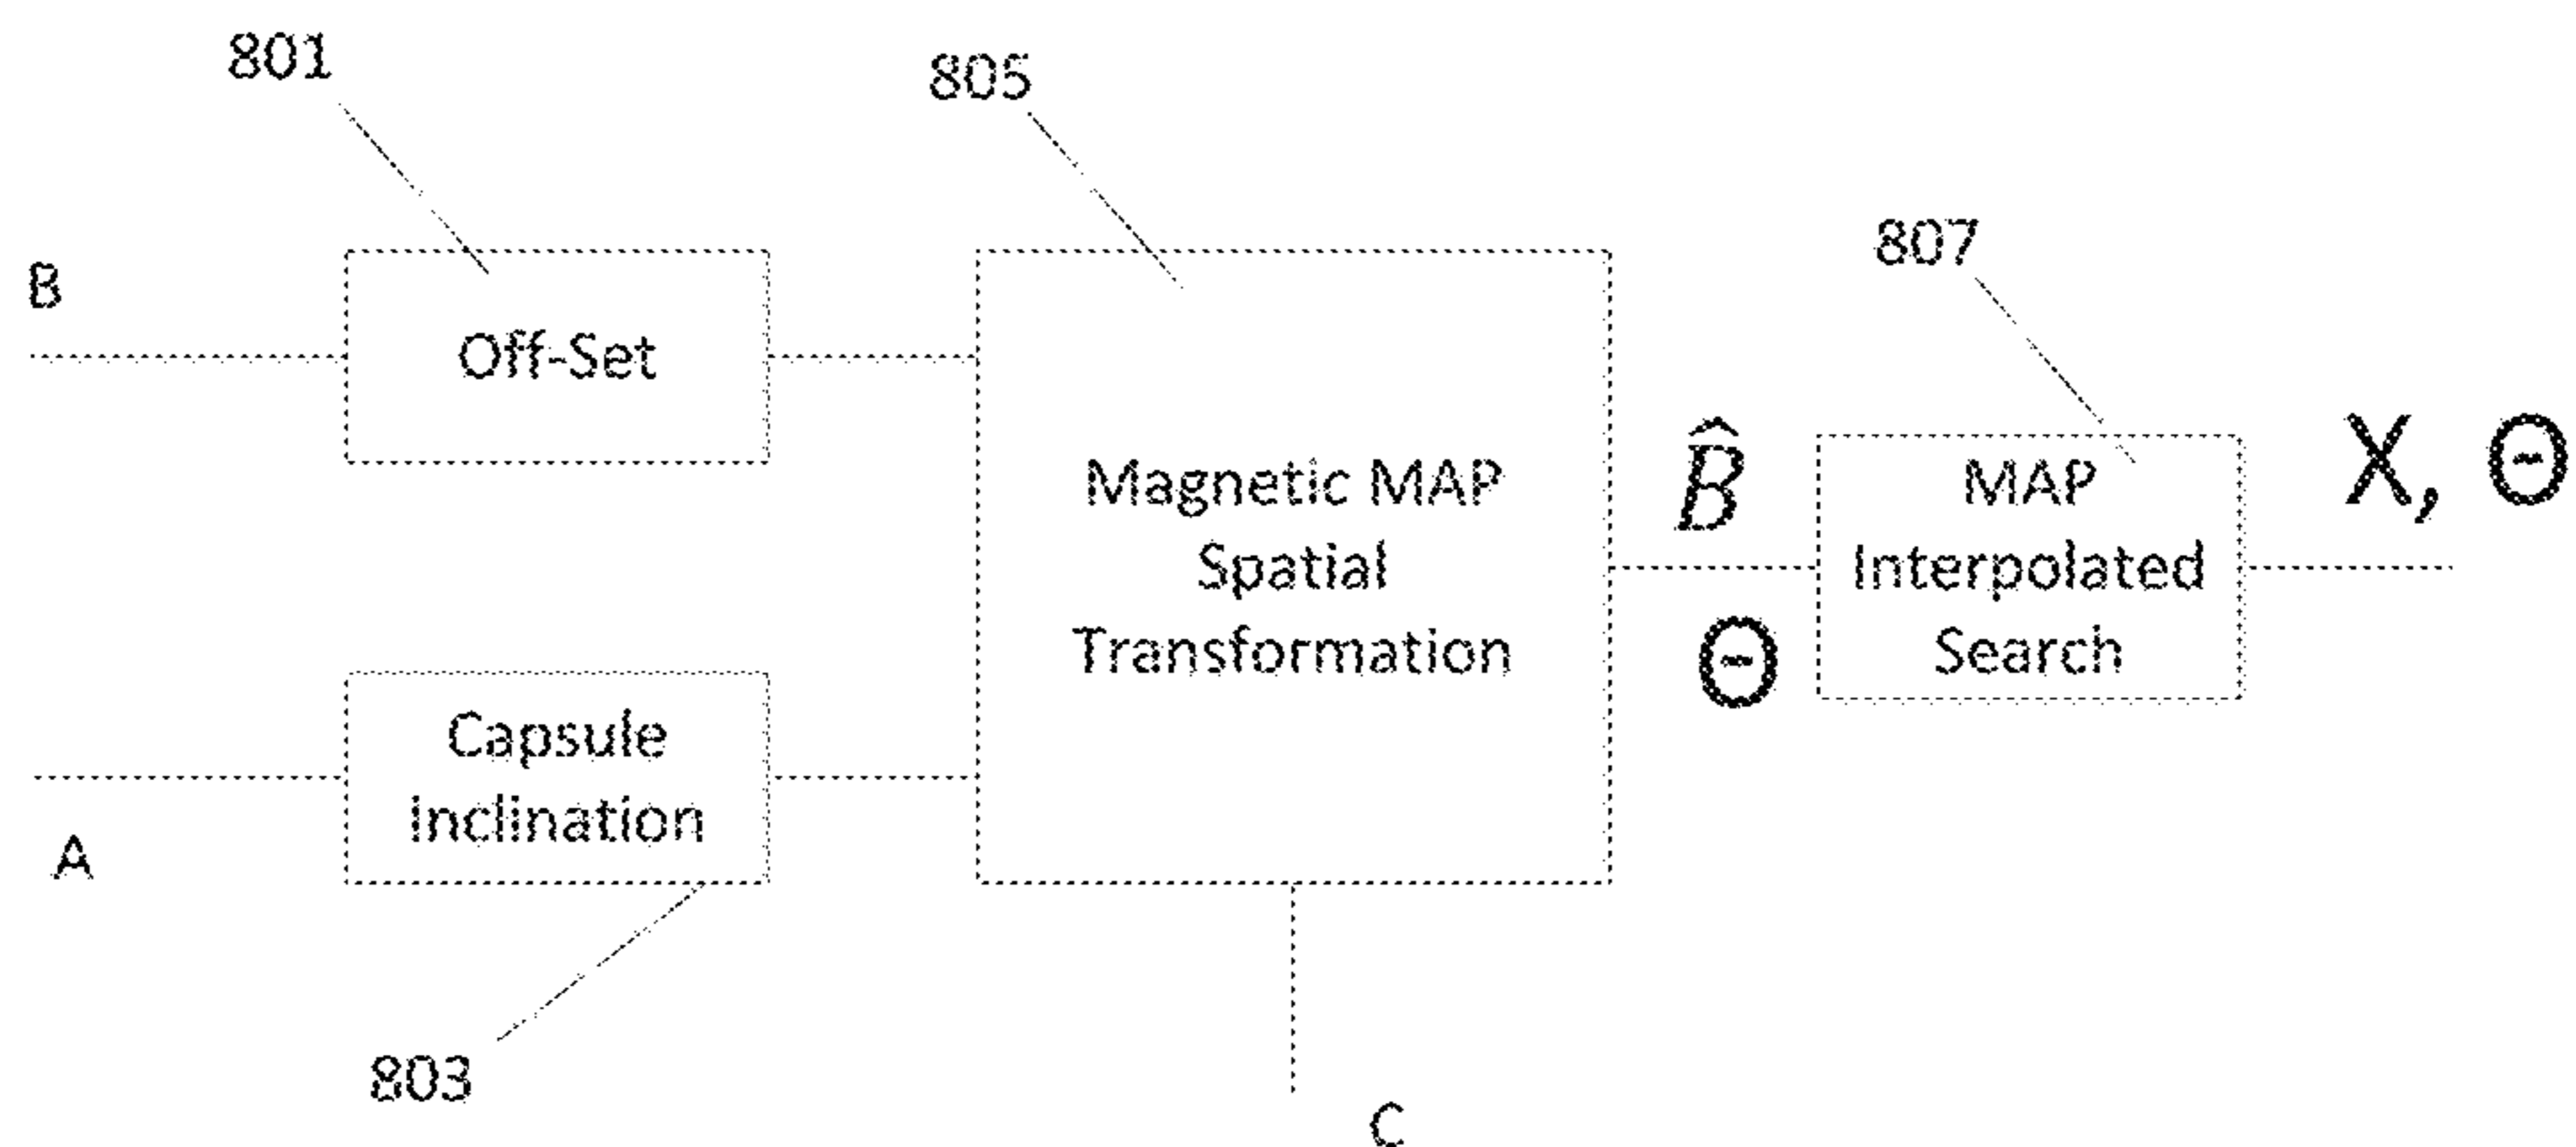 801
805
807
B
Off-Set
B̂
X, Θ
Magnetic MAP
Spatial
Transformation
MAP
Interpolated
Search
Θ
Capsule
Inclination
A
803
C